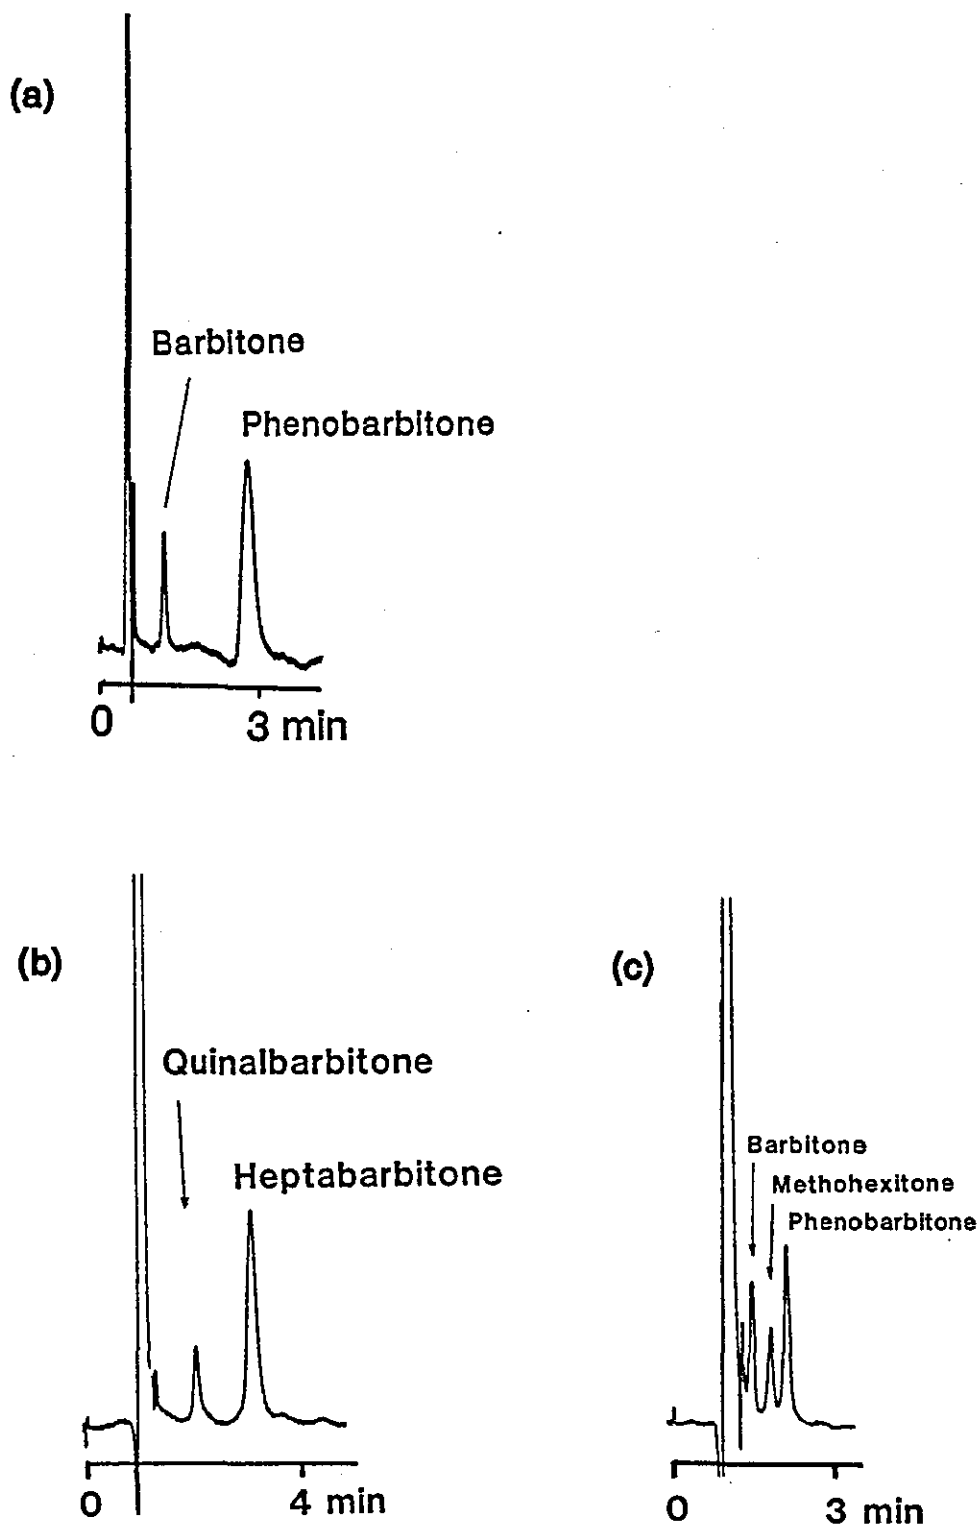 (a)
Barbitone
Phenobarbitone
0 3 min
(b)
Quinalbarbitone
Heptabarbitone
0 4 min
(c)
Barbitone
Methohexitone
Phenobarbitone
0 3 min